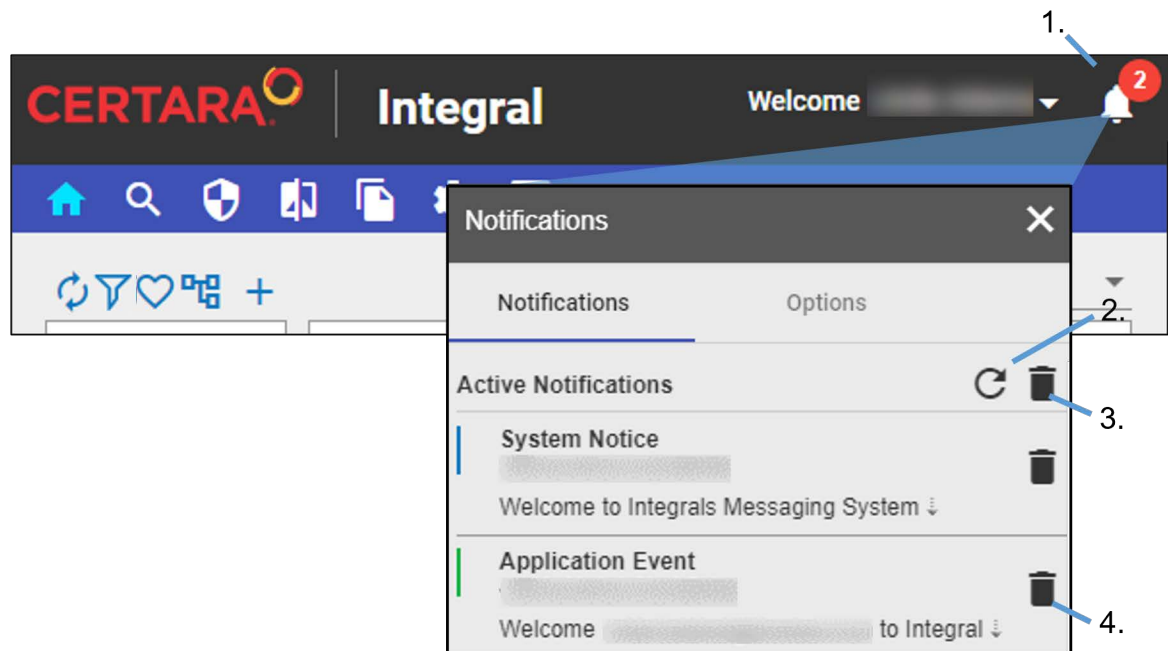 1.
CERTARA Integral Welcome 2
Notifications
Notifications Options
2.
Active Notifications
3.
System Notice
Welcome to Integrals Messaging System ⇣
Application Event
Welcome to Integral ⇣
4.